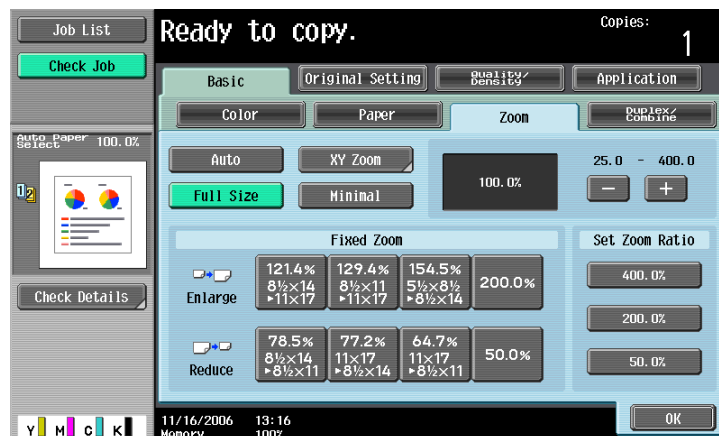 Job List
Check Job
Ready to copy.
Copies:
1
Basic
Original Setting
Quality/
Density
Application
Color
Paper
Zoom
Duplex/
Combine
Auto Paper
Select
100.0%
1 2
Check Details
Auto
XY Zoom
Full Size
Minimal
100.0%
25.0 - 400.0
− +
Fixed Zoom
Enlarge
121.4%
8½×14
▸11×17
129.4%
8½×11
▸11×17
154.5%
5½×8½
▸8½×14
200.0%
Reduce
78.5%
8½×14
▸8½×11
77.2%
11×17
▸8½×14
64.7%
11×17
▸8½×11
50.0%
Set Zoom Ratio
400.0%
200.0%
50.0%
Y M C K
11/16/2006 13:16
Memory 100%
OK